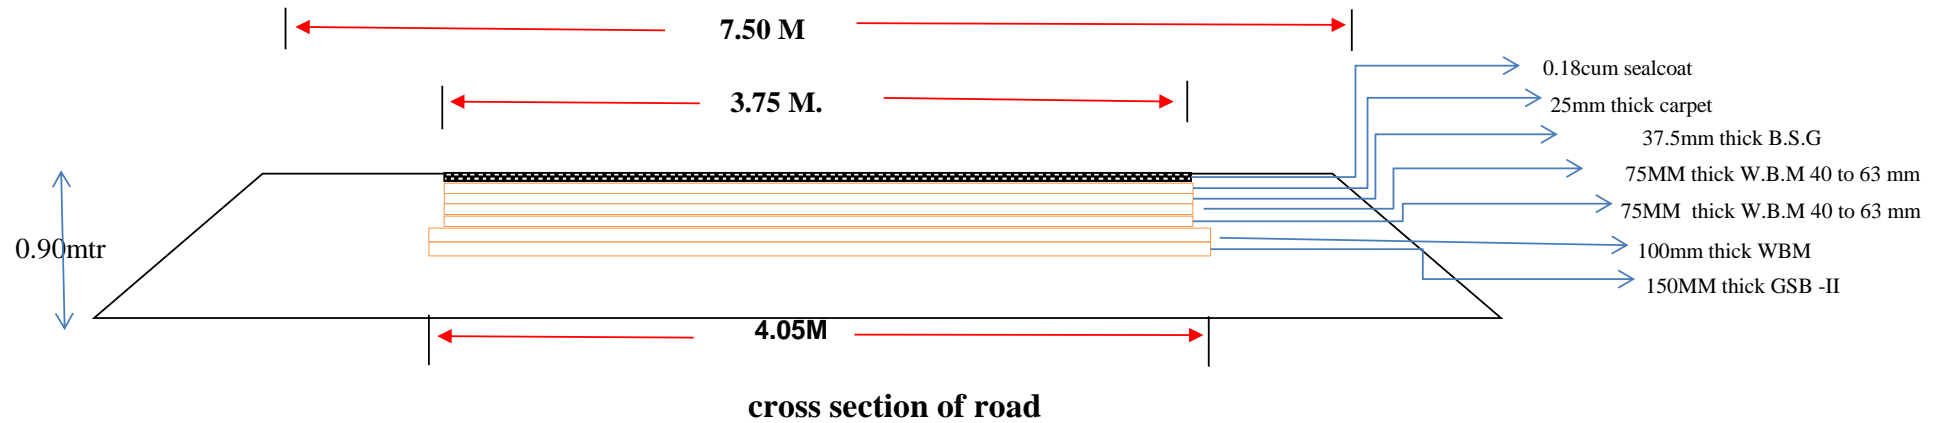 7.50 M
0.18cum sealcoat
3.75 M.
25mm thick carpet
37.5mm thick B.S.G
75MM thick W.B.M 40 to 63 mm
75MM  thick W.B.M 40 to 63 mm
0.90mtr
100mm thick WBM
150MM thick GSB -II
4.05M
cross section of road